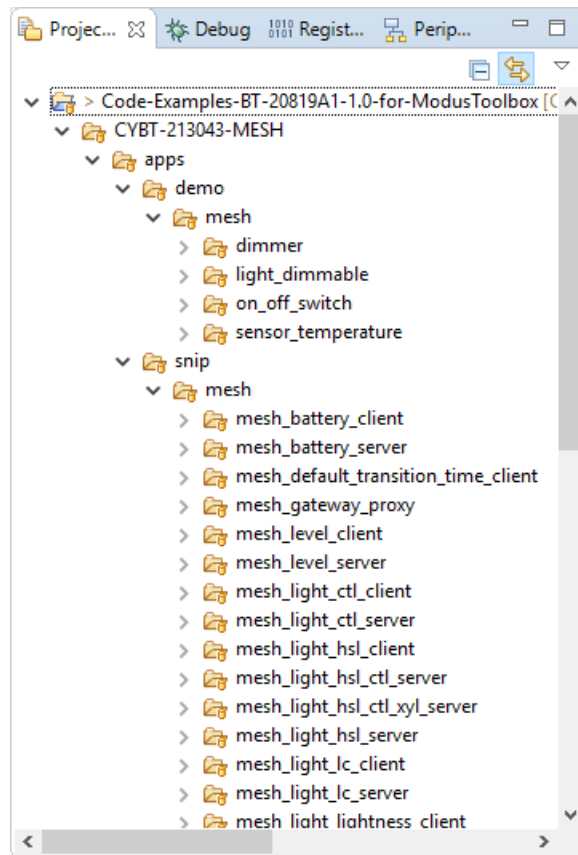 Projec... Debug 1010 0101 Regist... Perip...
> Code-Examples-BT-20819A1-1.0-for-ModusToolbox [C
CYBT-213043-MESH
apps
demo
mesh
dimmer
light_dimmable
on_off_switch
sensor_temperature
snip
mesh
mesh_battery_client
mesh_battery_server
mesh_default_transition_time_client
mesh_gateway_proxy
mesh_level_client
mesh_level_server
mesh_light_ctl_client
mesh_light_ctl_server
mesh_light_hsl_client
mesh_light_hsl_ctl_server
mesh_light_hsl_ctl_xyl_server
mesh_light_hsl_server
mesh_light_lc_client
mesh_light_lc_server
mesh_light_lightness_client